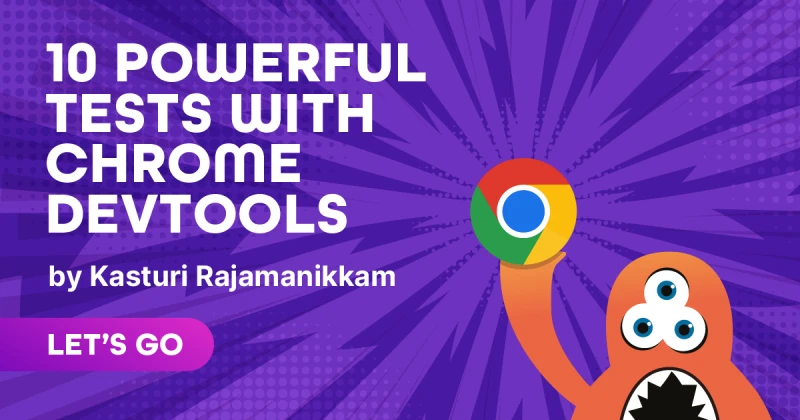 10 POWERFUL
TESTS WITH
CHROME
DEVTOOLS
by Kasturi Rajamanikkam
LET'S GO